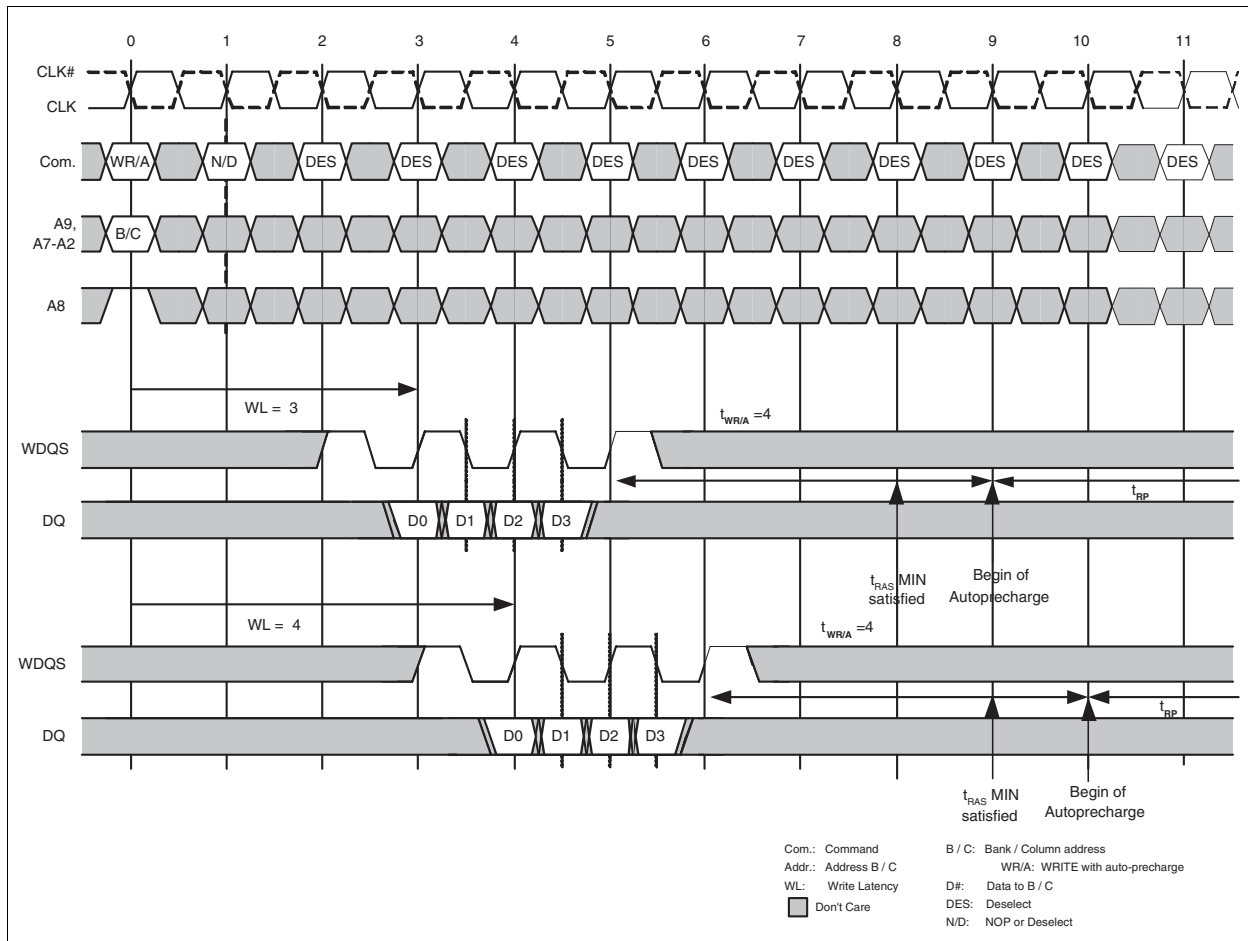 0 1 2 3 4 5 6 7 8 9 10 11
CLK#
CLK
Com. WR/A N/D DES DES DES DES DES DES DES DES DES DES
A9,
A7-A2
B/C
A8
WL = 3
tWR/A =4
WDQS
tRP
DQ D0 D1 D2 D3
tRAS MIN
satisfied
Begin of
Autoprecharge
WL = 4
tWR/A =4
WDQS
tRP
DQ D0 D1 D2 D3
tRAS MIN
satisfied
Begin of
Autoprecharge
Com.: Command
Addr.: Address B / C
WL: Write Latency
Don't Care
B / C: Bank / Column address
WR/A: WRITE with auto-precharge
D#: Data to B / C
DES: Deselect
N/D: NOP or Deselect